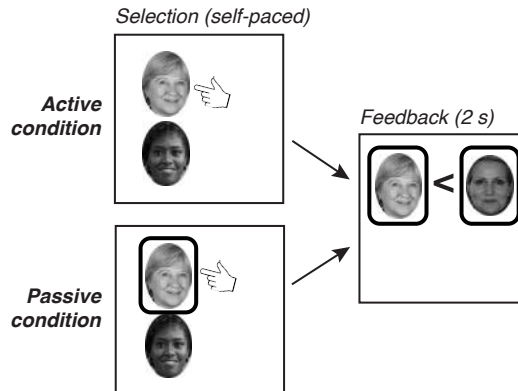 Selection (self-paced)
Active
condition
Feedback (2 s)
<
Passive
condition